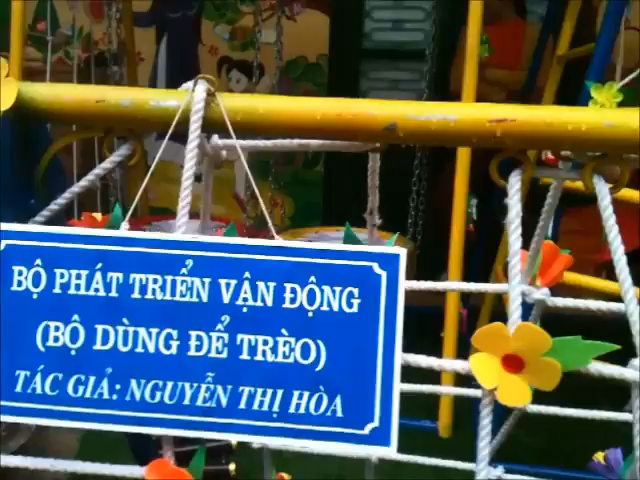 BỘ PHÁT TRIỂN VẬN ĐỘNG
(BỘ DÙNG ĐỂ TRÈO)
TÁC GIẢ: NGUYỄN THỊ HÒA